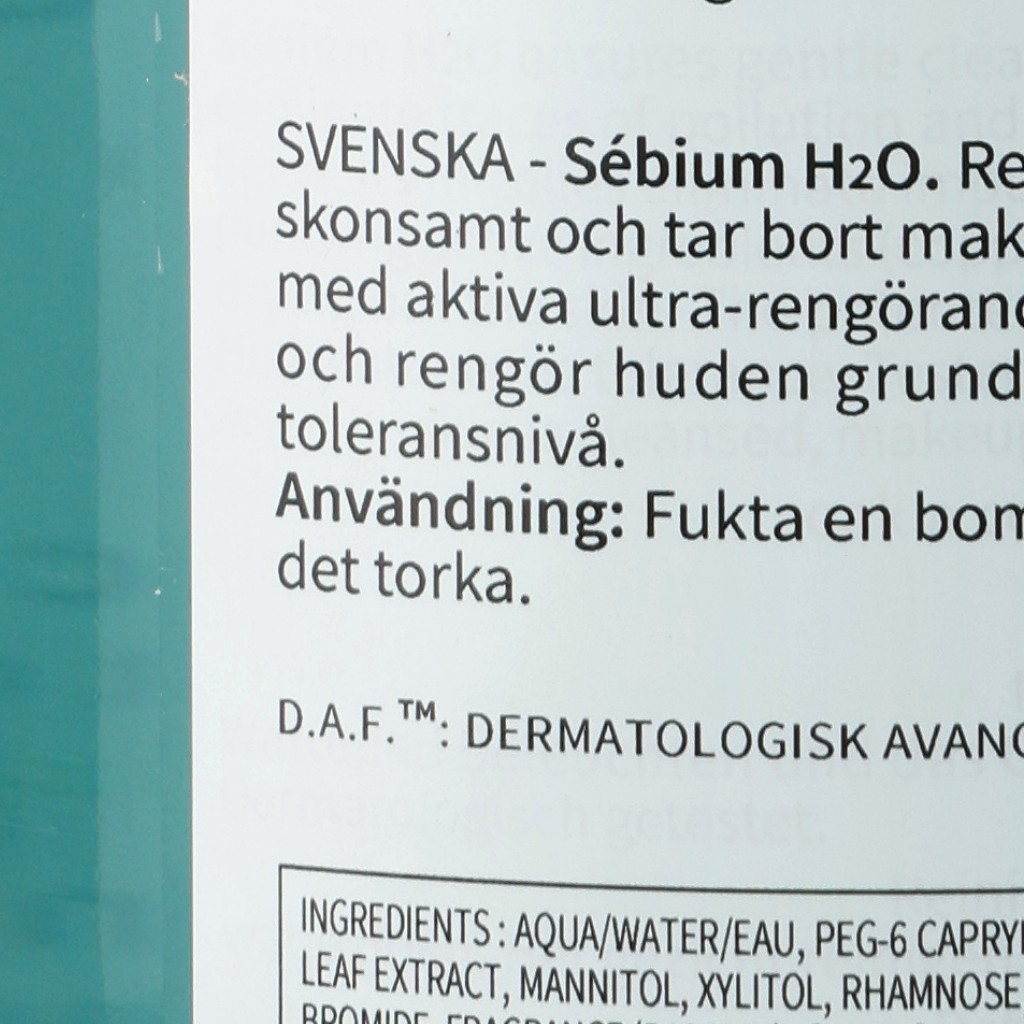 SVENSKA - Sébium H2O. Re
skonsamt och tar bort mak
med aktiva ultra-rengöran
och rengör huden grund
toleransnivå.
Användning: Fukta en bom
det torka.
D.A.F.™: DERMATOLOGISK AVANC
INGREDIENTS : AQUA/WATER/EAU, PEG-6 CAPRY
LEAF EXTRACT, MANNITOL, XYLITOL, RHAMNOSE